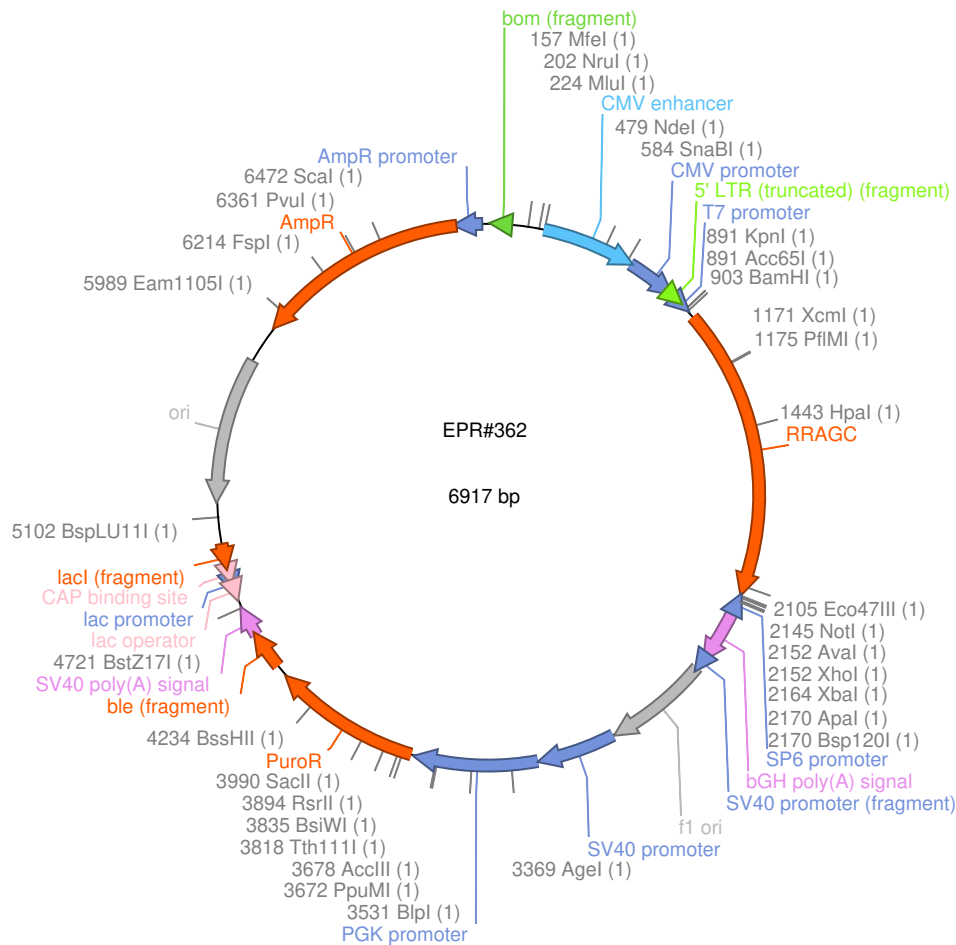 bom (fragment)
157 MfeI (1)
202 NruI (1)
224 MluI (1)
CMV enhancer
479 NdeI (1)
584 SnaBI (1)
CMV promoter
5' LTR (truncated) (fragment)
T7 promoter
891 KpnI (1)
891 Acc65I (1)
903 BamHI (1)
1171 XcmI (1)
1175 PflMI (1)
1443 HpaI (1)
RRAGC
2105 Eco47III (1)
2145 NotI (1)
2152 AvaI (1)
2152 XhoI (1)
2164 XbaI (1)
2170 ApaI (1)
2170 Bsp120I (1)
SP6 promoter
bGH poly(A) signal
SV40 promoter (fragment)
f1 ori
SV40 promoter
3369 AgeI (1)
PGK promoter
3531 BlpI (1)
3672 PpuMI (1)
3678 AccIII (1)
3818 Tth111I (1)
3835 BsiWI (1)
3894 RsrII (1)
3990 SacII (1)
PuroR
4234 BssHII (1)
ble (fragment)
SV40 poly(A) signal
4721 BstZ17I (1)
lac operator
lac promoter
CAP binding site
lacI (fragment)
5102 BspLU11I (1)
ori
5989 Eam1105I (1)
6214 FspI (1)
AmpR
6361 PvuI (1)
6472 ScaI (1)
AmpR promoter
EPR#362
6917 bp